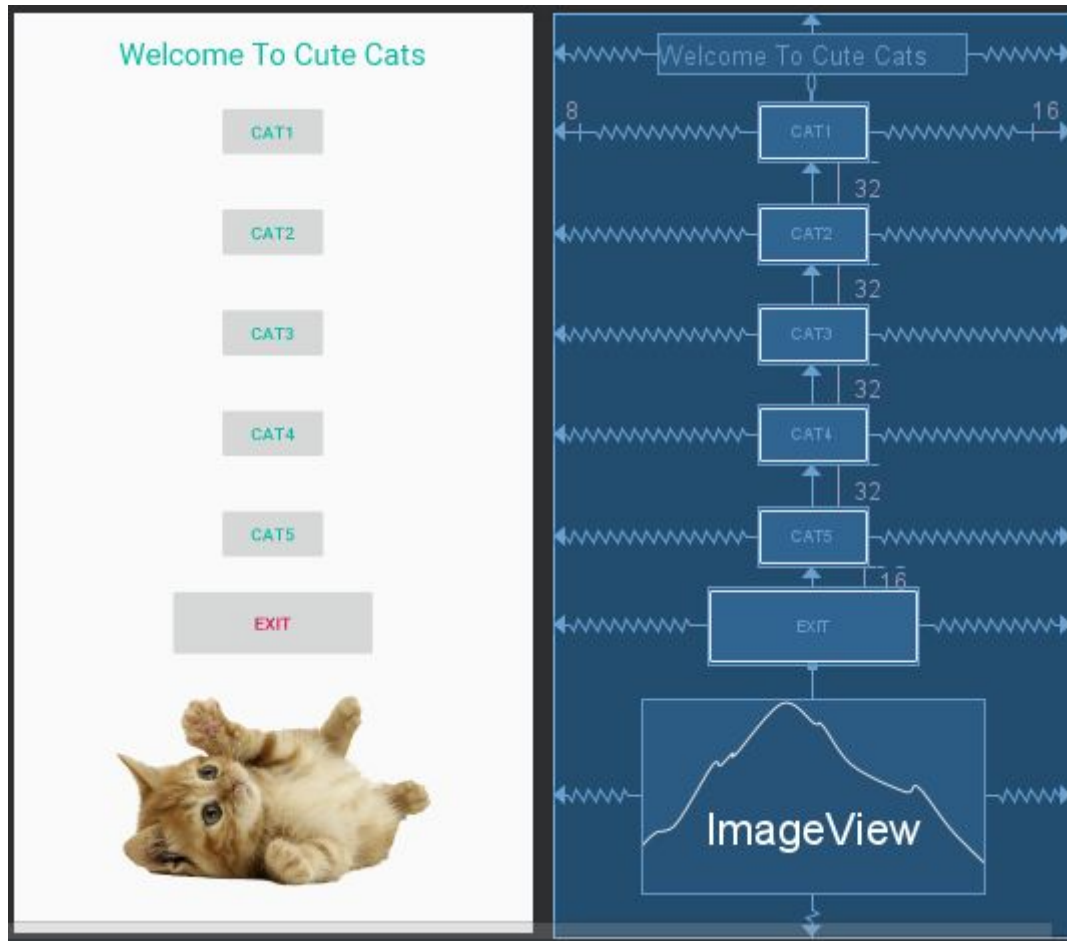 Welcome To Cute Cats
CAT1
CAT2
CAT3
CAT4
CAT5
EXIT
Welcome To Cute Cats
0
8
CAT1
16
32
CAT2
32
CAT3
32
CAT4
32
CAT5
16
EXIT
ImageView